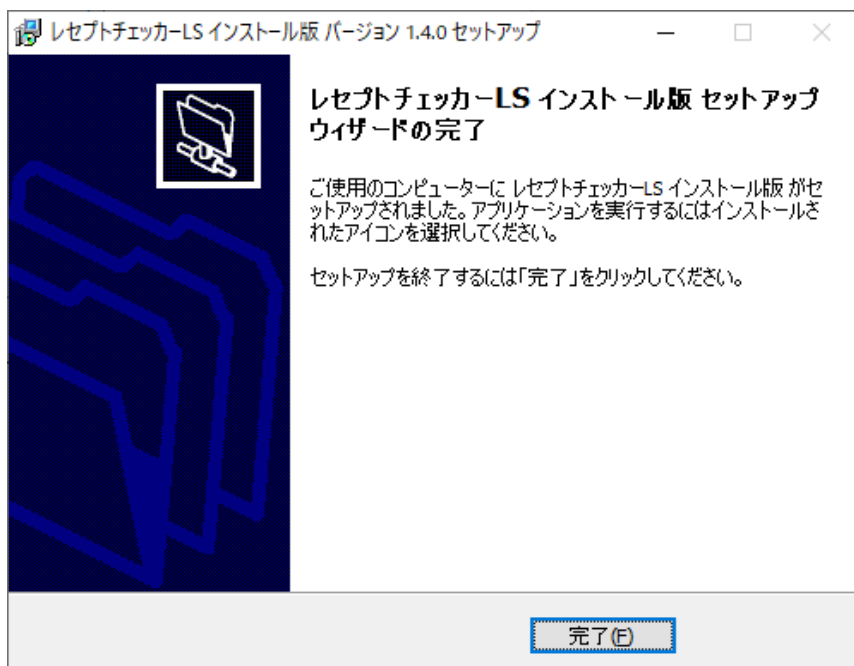 レセプトチェッカーLS インストール版 バージョン 1.4.0 セットアップ
レセプトチェッカーLS インストール版 セットアップ
ウィザードの完了
ご使用のコンピューターに レセプトチェッカーLS インストール版 がセ
ットアップされました。アプリケーションを実行するにはインストールさ
れたアイコンを選択してください。
セットアップを終了するには「完了」をクリックしてください。
完了(F)